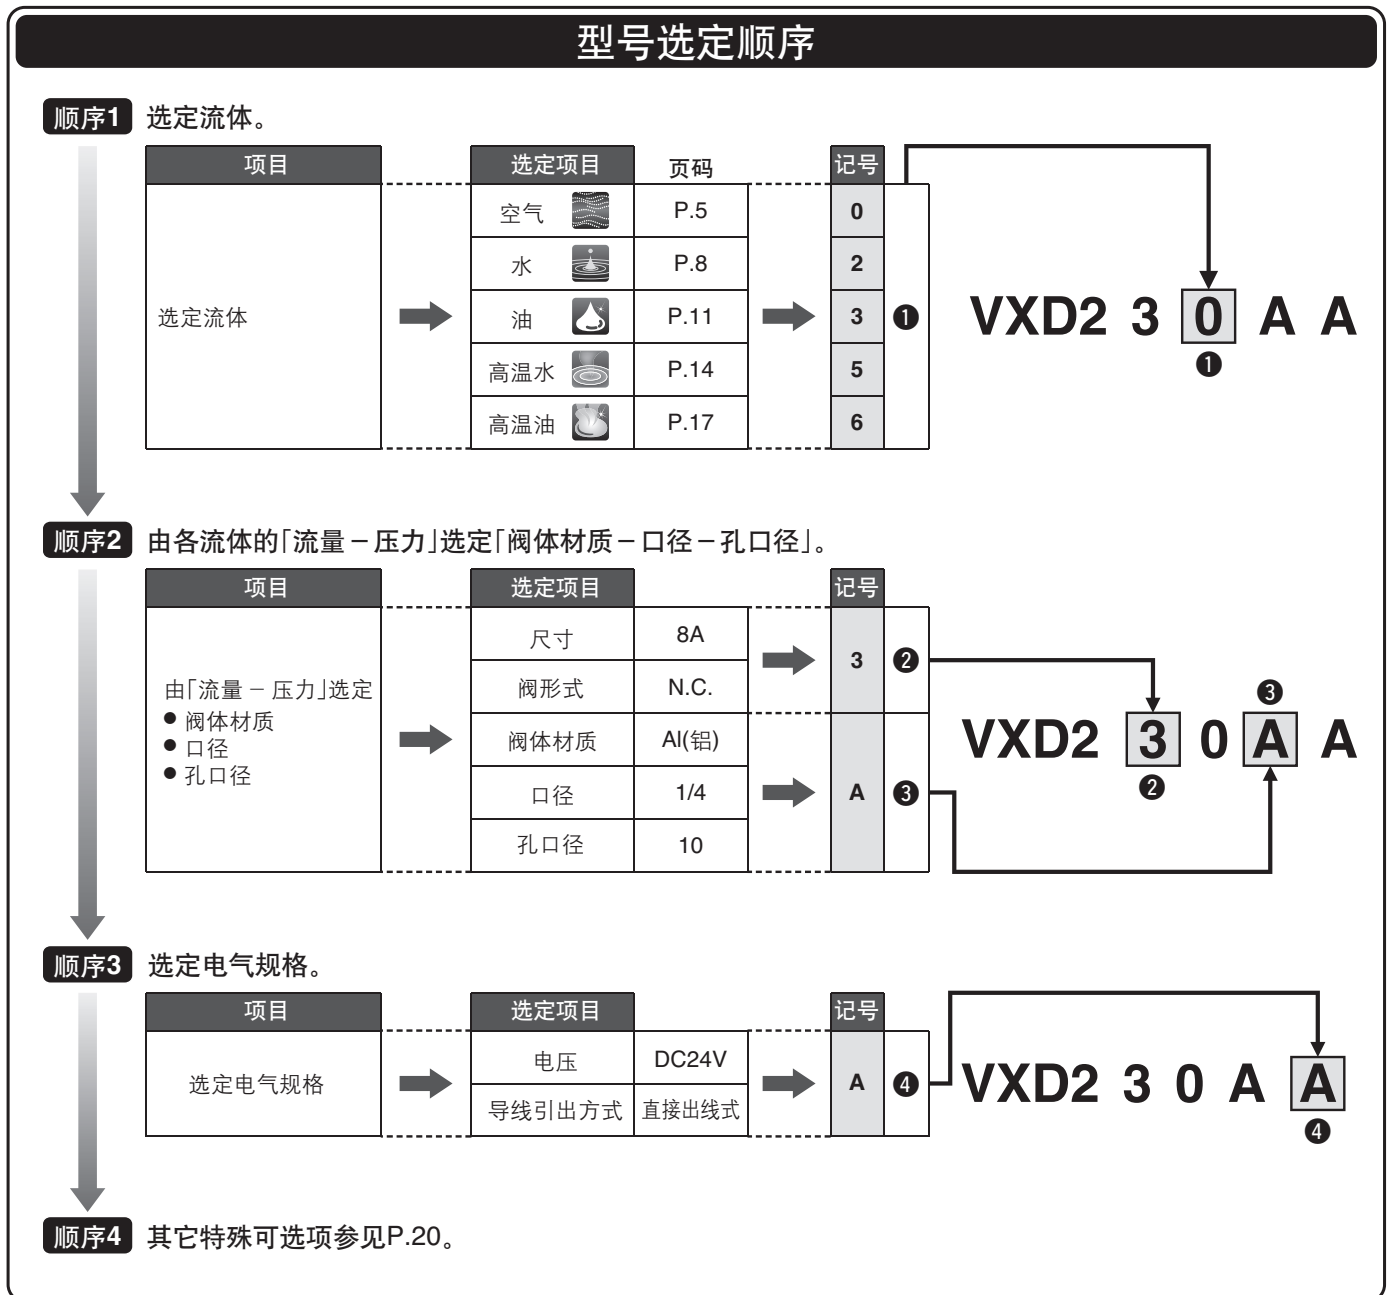 型号选定顺序
顺序1 选定流体。
项目 选定项目 页码 记号
选定流体
空气 P.5 0
水 P.8 2
油 P.11 3
高温水 P.14 5
高温油 P.17 6
❶
VXD2 3 0 A A
❶
顺序2 由各流体的「流量－压力」选定「阀体材质－口径－孔口径」。
项目 选定项目 记号
由「流量－压力」选定
● 阀体材质
● 口径
● 孔口径
尺寸 8A
阀形式 N.C.
3 ❷
阀体材质 Al(铝)
口径 1/4
孔口径 10
A ❸
❸
VXD2 3 0 A A
❷
顺序3 选定电气规格。
项目 选定项目 记号
选定电气规格
电压 DC24V
导线引出方式 直接出线式
A ❹
VXD2 3 0 A A
❹
顺序4 其它特殊可选项参见P.20。